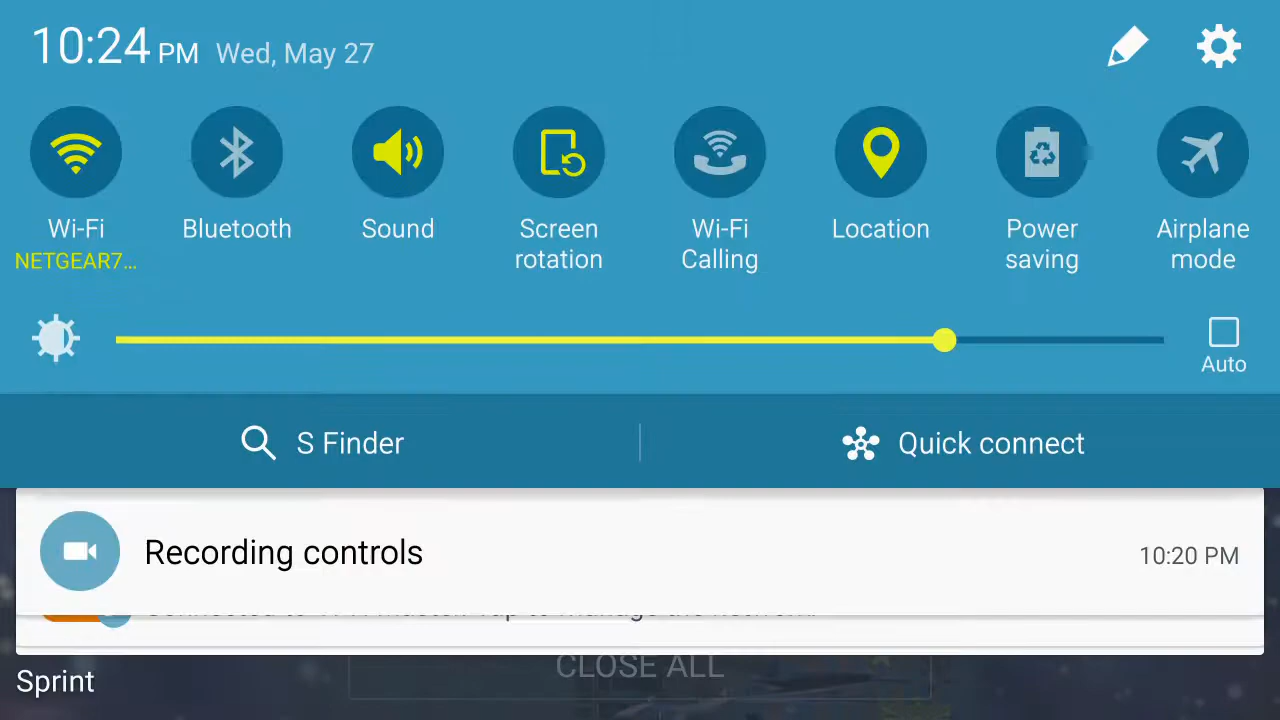 10:24 PM Wed, May 27
Wi-Fi Bluetooth Sound Screen rotation Wi-Fi Calling Location Power saving Airplane mode
NETGEAR7...
Auto
S Finder Quick connect
Recording controls 10:20 PM
CLOSE ALL
Sprint